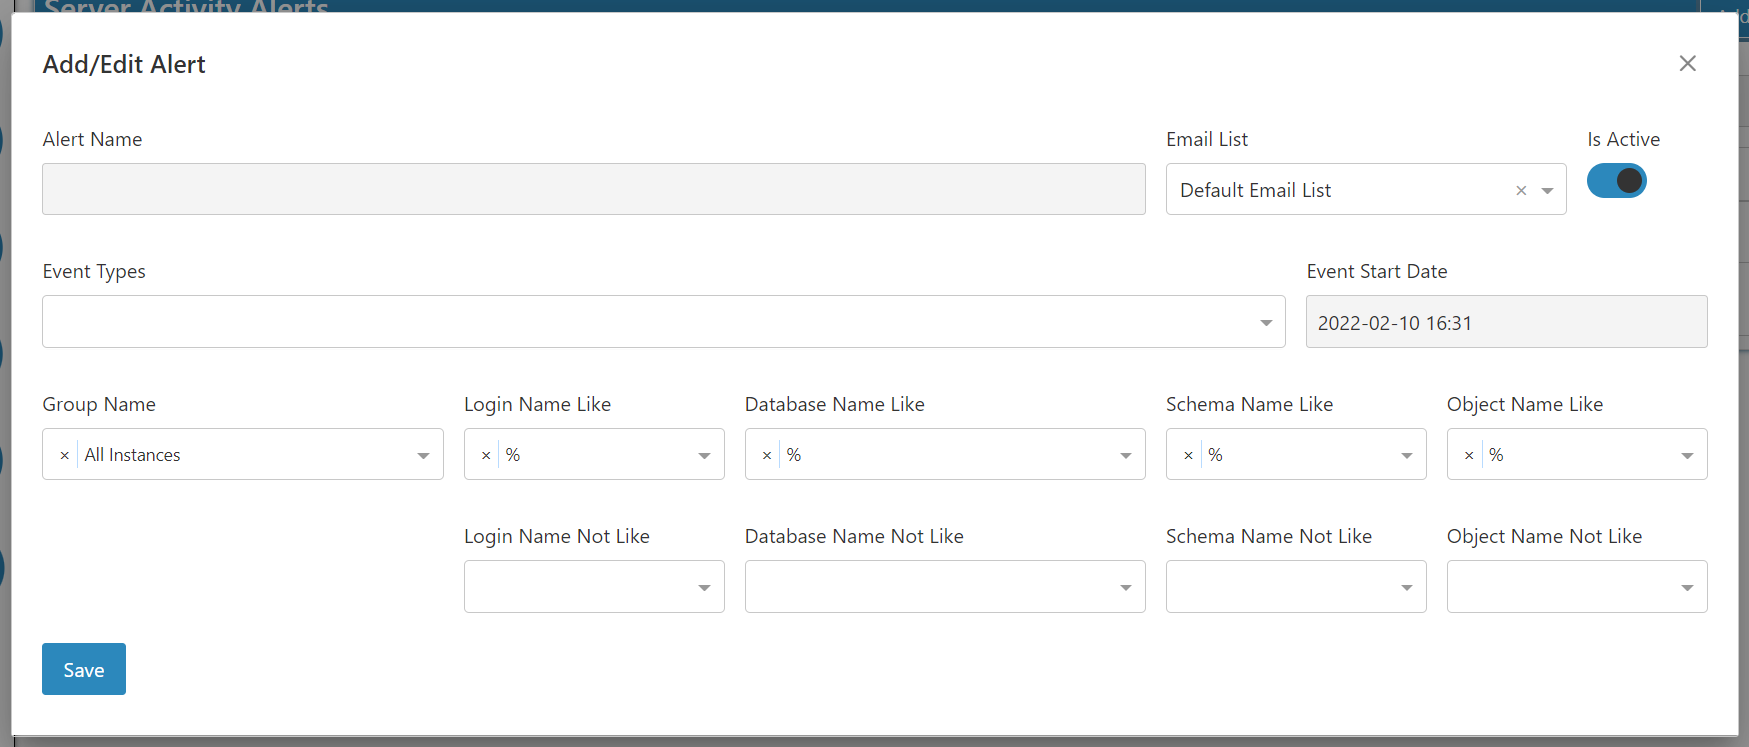 Server Activity Alerts
Add/Edit Alert
Alert Name
Email List
Is Active
Default Email List
Event Types
Event Start Date
2022-02-10 16:31
Group Name
Login Name Like
Database Name Like
Schema Name Like
Object Name Like
All Instances
%
%
%
%
Login Name Not Like
Database Name Not Like
Schema Name Not Like
Object Name Not Like
Save